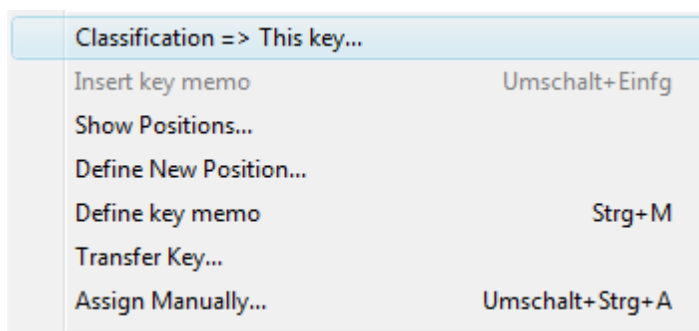 Classification => This key...
Insert key memo Umschalt+Einfg
Show Positions...
Define New Position...
Define key memo Strg+M
Transfer Key...
Assign Manually... Umschalt+Strg+A